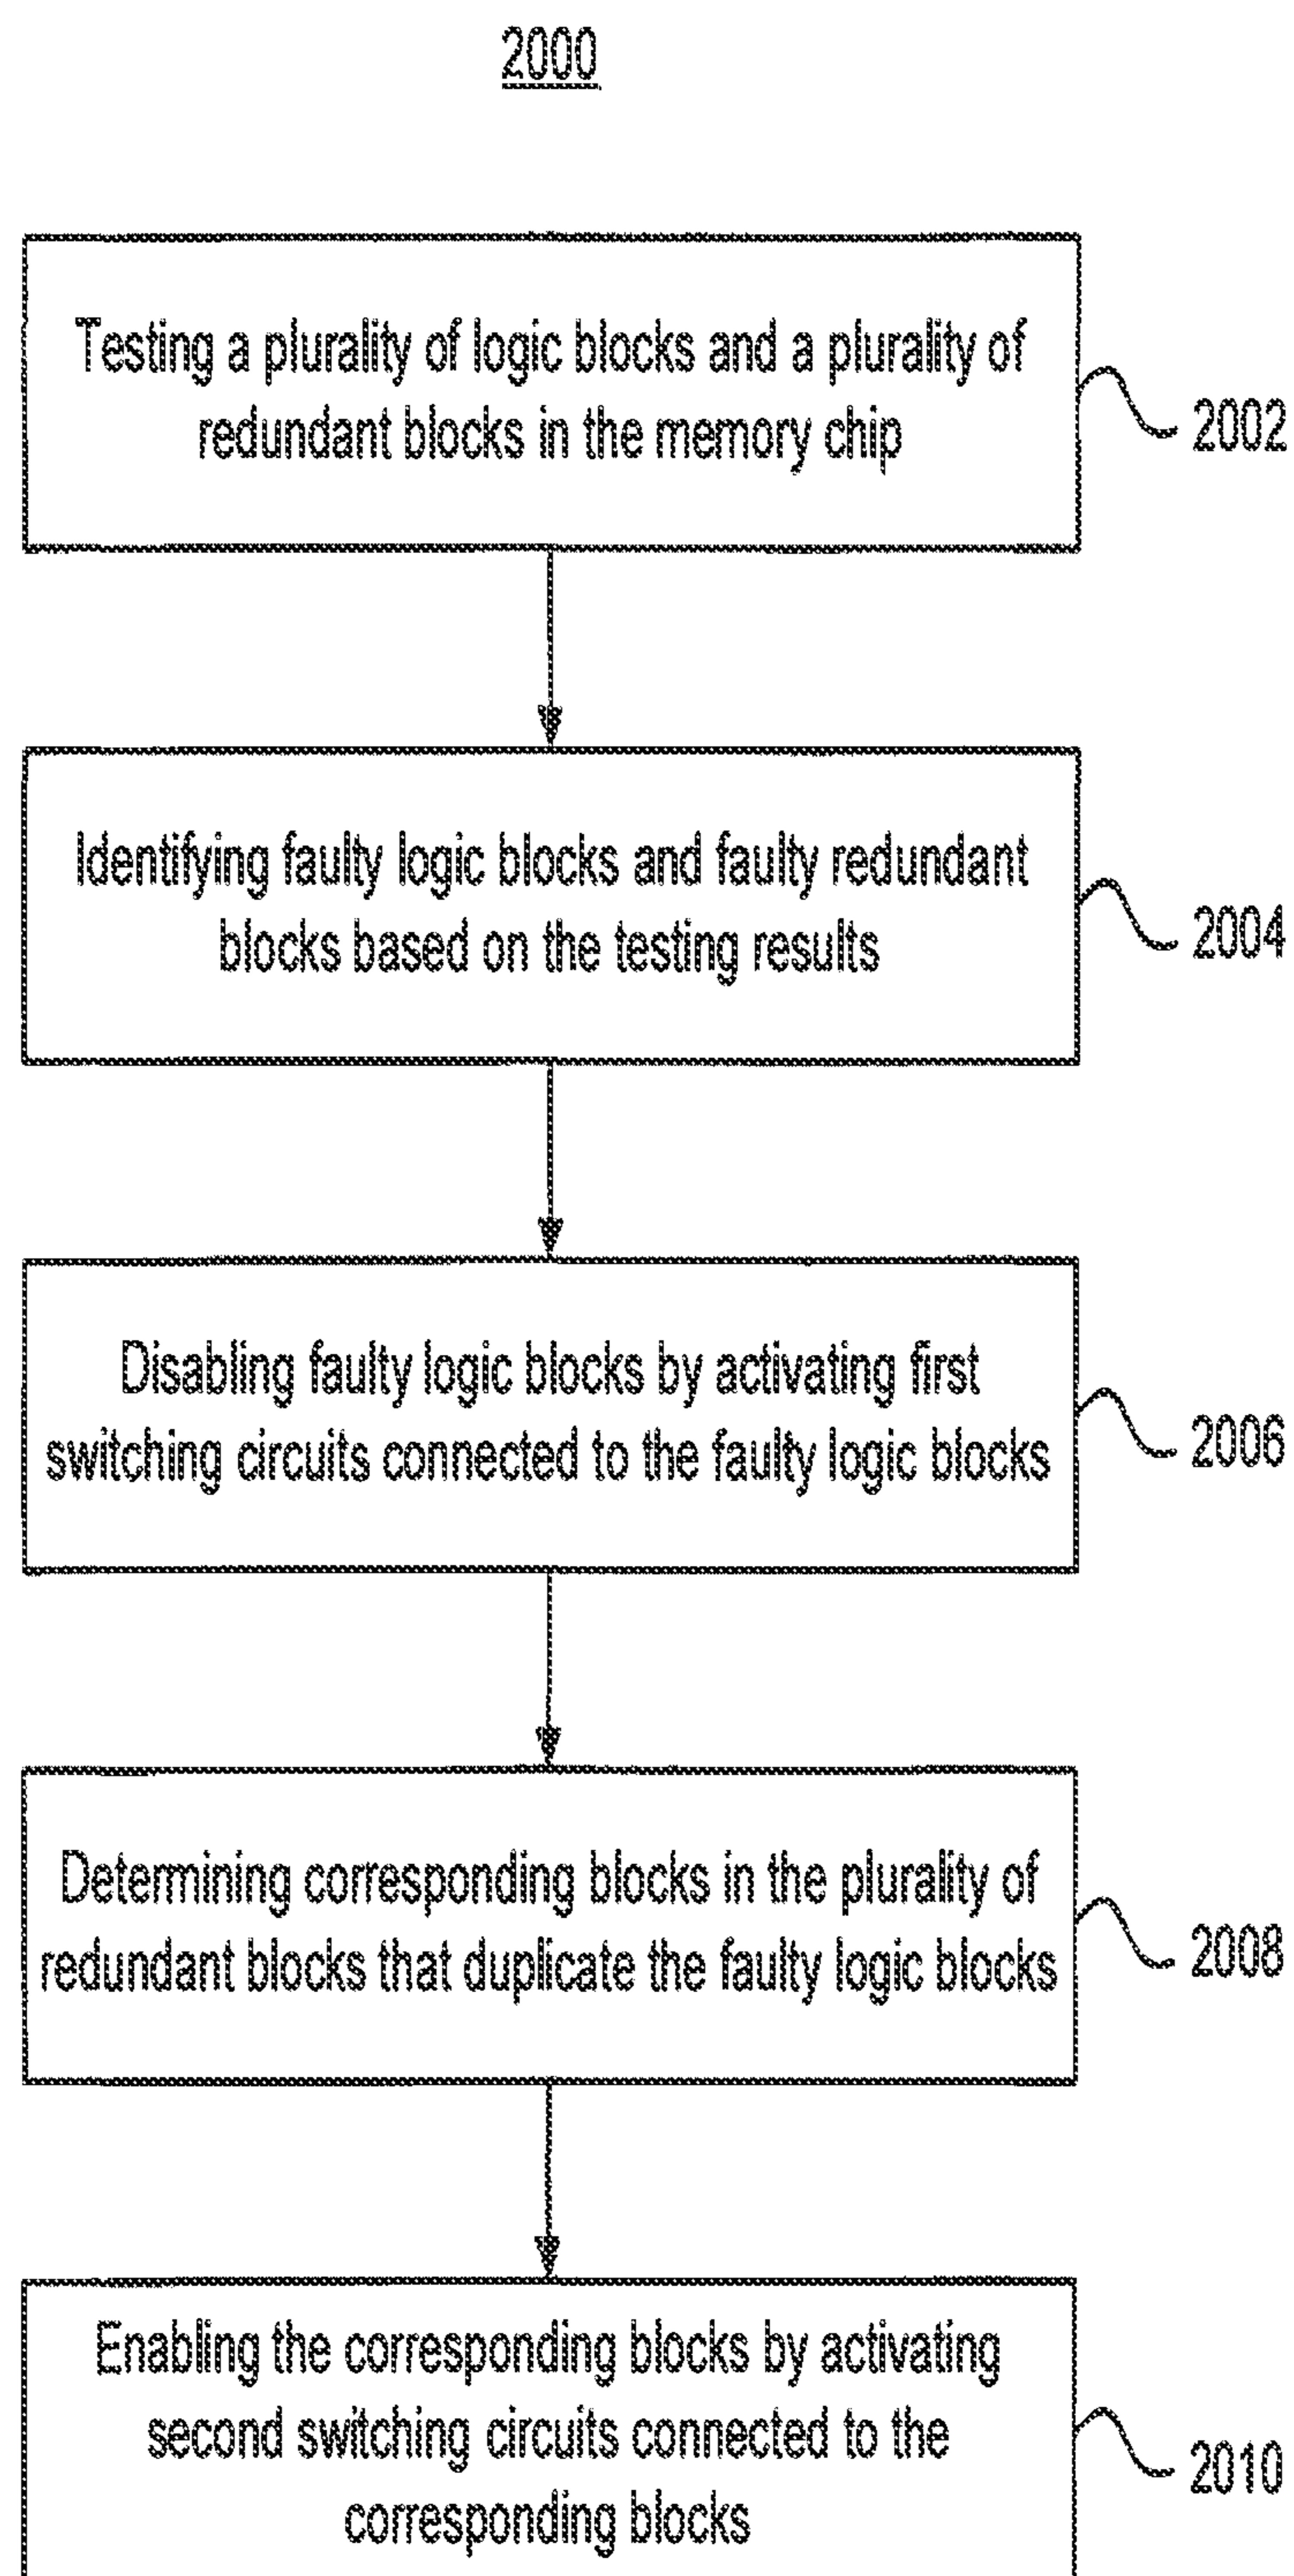 2000
Testing a plurality of logic blocks and a plurality of
redundant blocks in the memory chip
2002
Identifying faulty logic blocks and faulty redundant
blocks based on the testing results
2004
Disabling faulty logic blocks by activating first
switching circuits connected to the faulty logic blocks
2006
Determining corresponding blocks in the plurality of
redundant blocks that duplicate the faulty logic blocks
2008
Enabling the corresponding blocks by activating
second switching circuits connected to the
corresponding blocks
2010